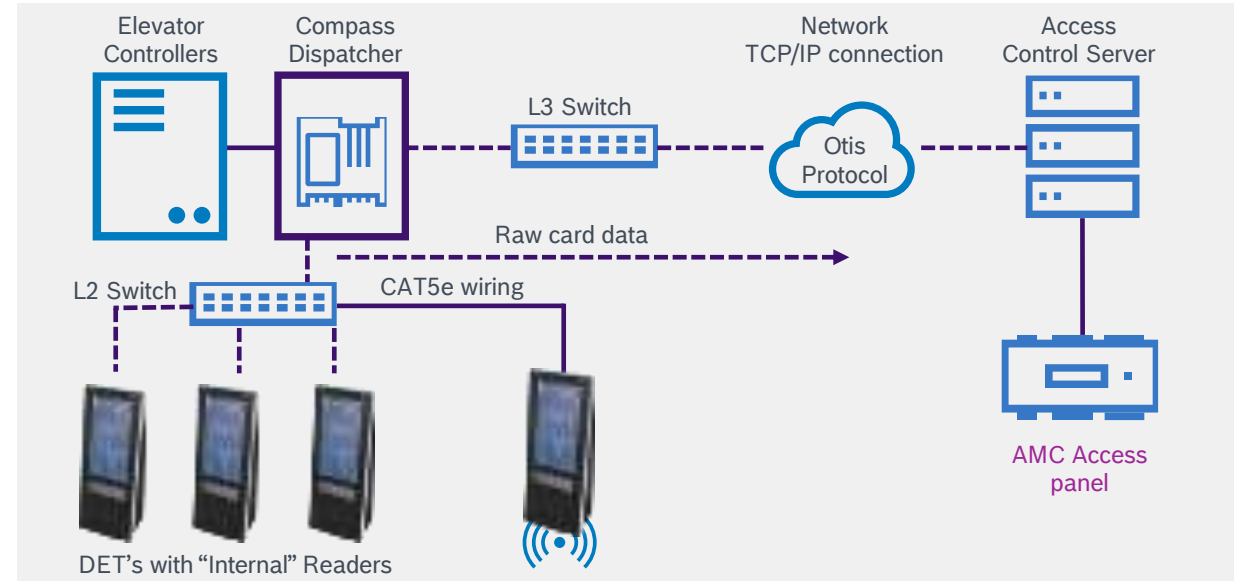 Elevator
Controllers
Compass
Dispatcher
Network
TCP/IP connection
Access
Control Server
L3 Switch
Otis
Protocol
Raw card data
L2 Switch
CAT5e wiring
AMC Access
panel
DET's with “Internal” Readers